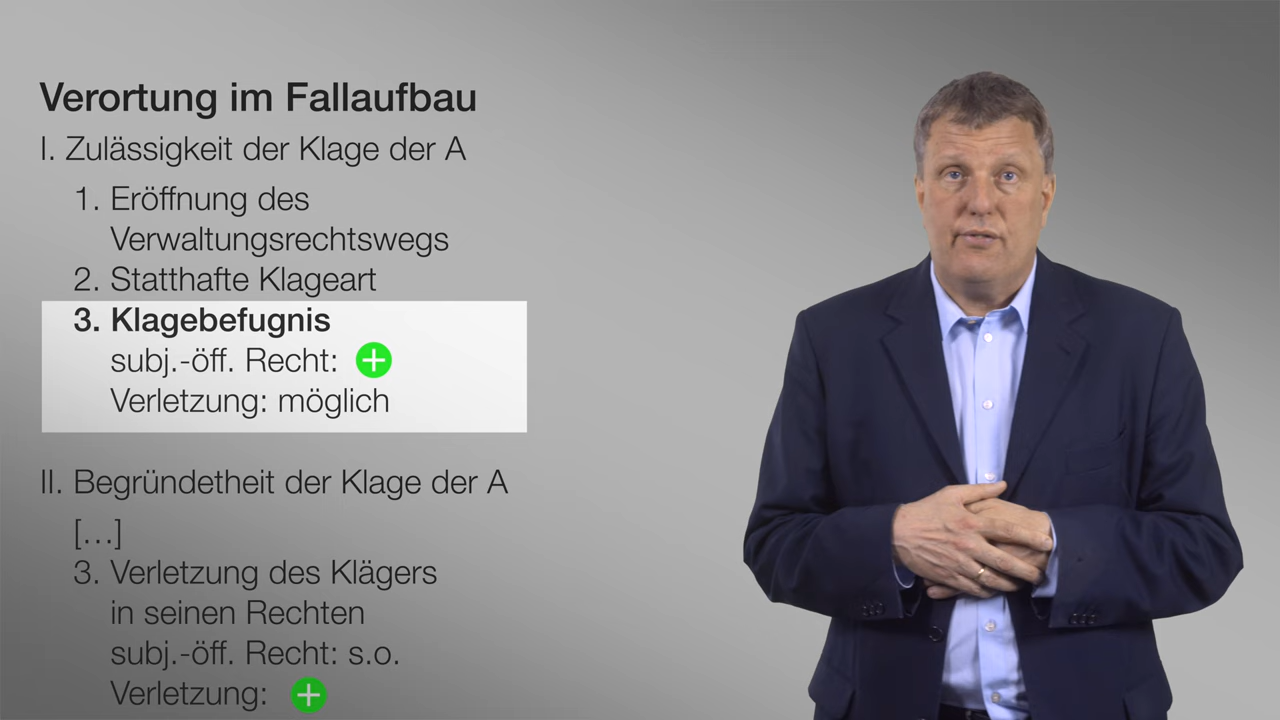 Verortung im Fallaufbau
I. Zulässigkeit der Klage der A
1. Eröffnung des
Verwaltungsrechtswegs
2. Statthafte Klageart
3. Klagebefugnis
subj.-öff. Recht: +
Verletzung: möglich
II. Begründetheit der Klage der A
[...]
3. Verletzung des Klägers
in seinen Rechten
subj.-öff. Recht: s.o.
Verletzung: +